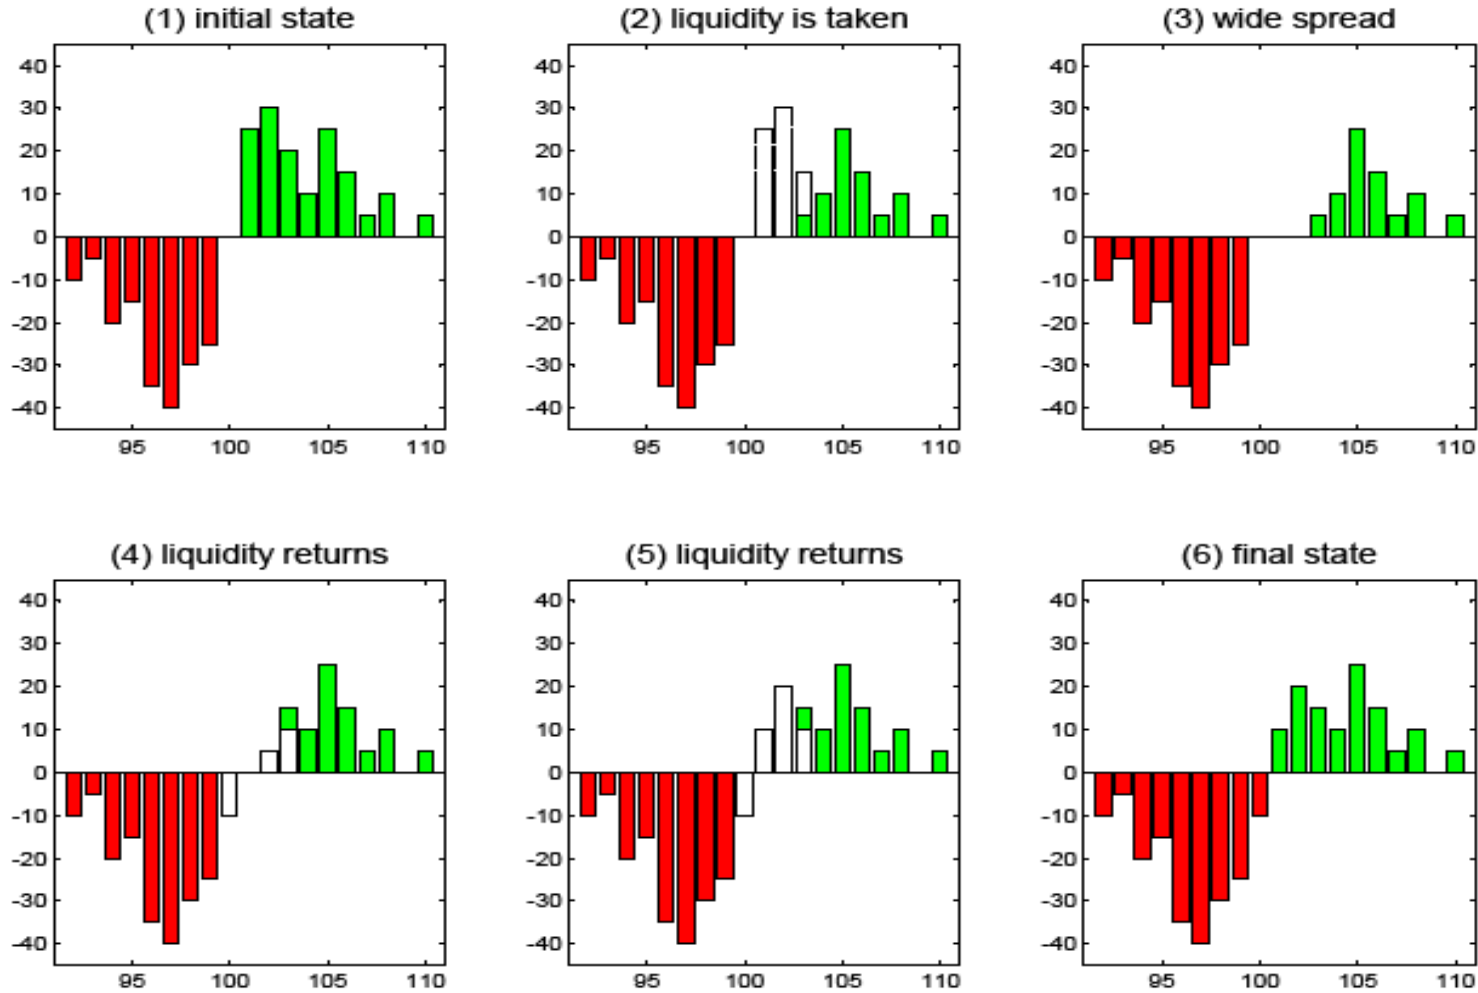 (1) initial state
(2) liquidity is taken
(3) wide spread
40 40 40
30 30 30
20 20 20
10 10 10
0 0 0
-10 -10 -10
-20 -20 -20
-30 -30 -30
-40 -40 -40
95 100 105 110 95 100 105 110 95 100 105 110
(4) liquidity returns
(5) liquidity returns
(6) final state
40 40 40
30 30 30
20 20 20
10 10 10
0 0 0
-10 -10 -10
-20 -20 -20
-30 -30 -30
-40 -40 -40
95 100 105 110 95 100 105 110 95 100 105 110